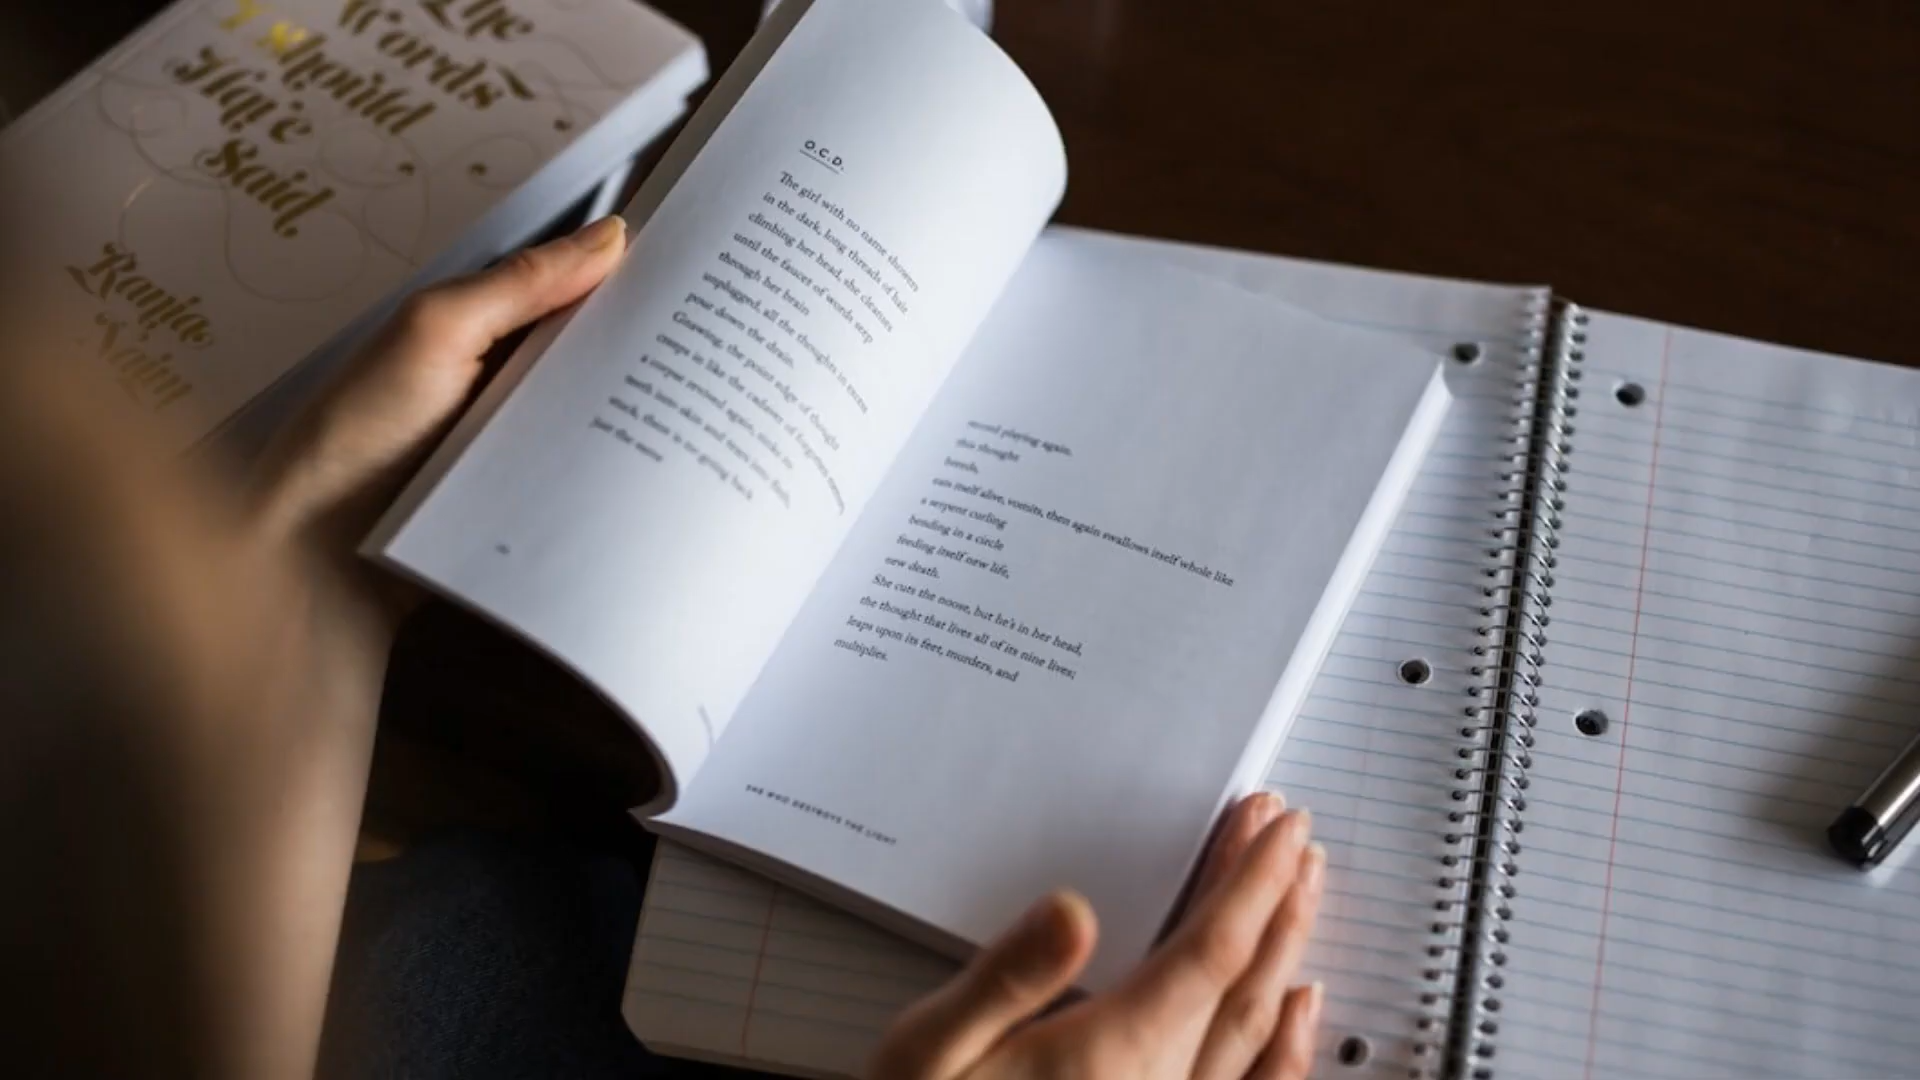 The
Words
I should
Have
Said
Rania
Naim
O.C.D.
The girl with no name showers
in the dark, long threads of hair
climbing her head, she cleanses
until the faucet of words seep
through her brain
unplugged, all the thoughts in excess
pour down the drain.
Gnawing, the point edge of thought
creeps in like the cadaver of forgotten
a corpse revived again, sinks its
teeth into skin and tears into flesh,
stuck, there is no going back
just the same
record playing again.
this thought
breeds,
eats itself alive, vomits, then again swallows itself whole like
a serpent curling
bending in a circle
feeding itself new life,
new death.
She cuts the noose, but he's in her head,
the thought that lives all of its nine lives;
leaps upon its feet, murders, and
multiplies.
SHE WHO DESTROYS THE LIGHT